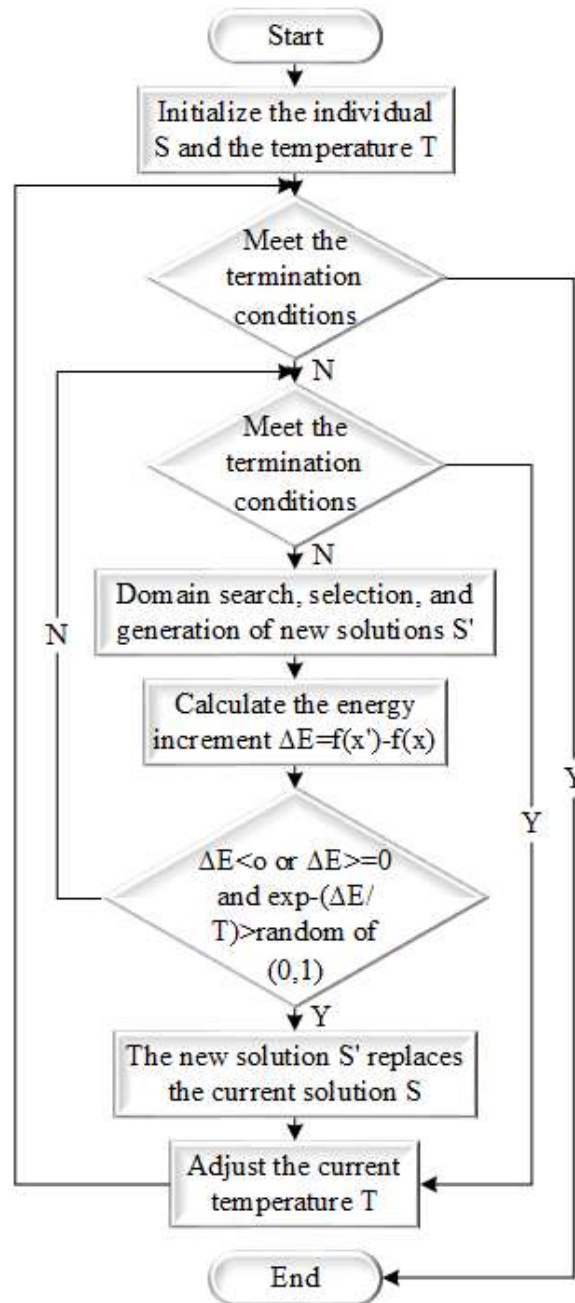 Start
Initialize the individual
S and the temperature T
Meet the
termination
conditions
N
Meet the
termination
conditions
N
Domain search, selection, and
generation of new solutions S'
N
Calculate the energy
increment ΔE=f(x')-f(x)
Y
Y
ΔE<o or ΔE>=0
and exp-(ΔE/
T)>random of
(0,1)
Y
The new solution S' replaces
the current solution S
Adjust the current
temperature T
End